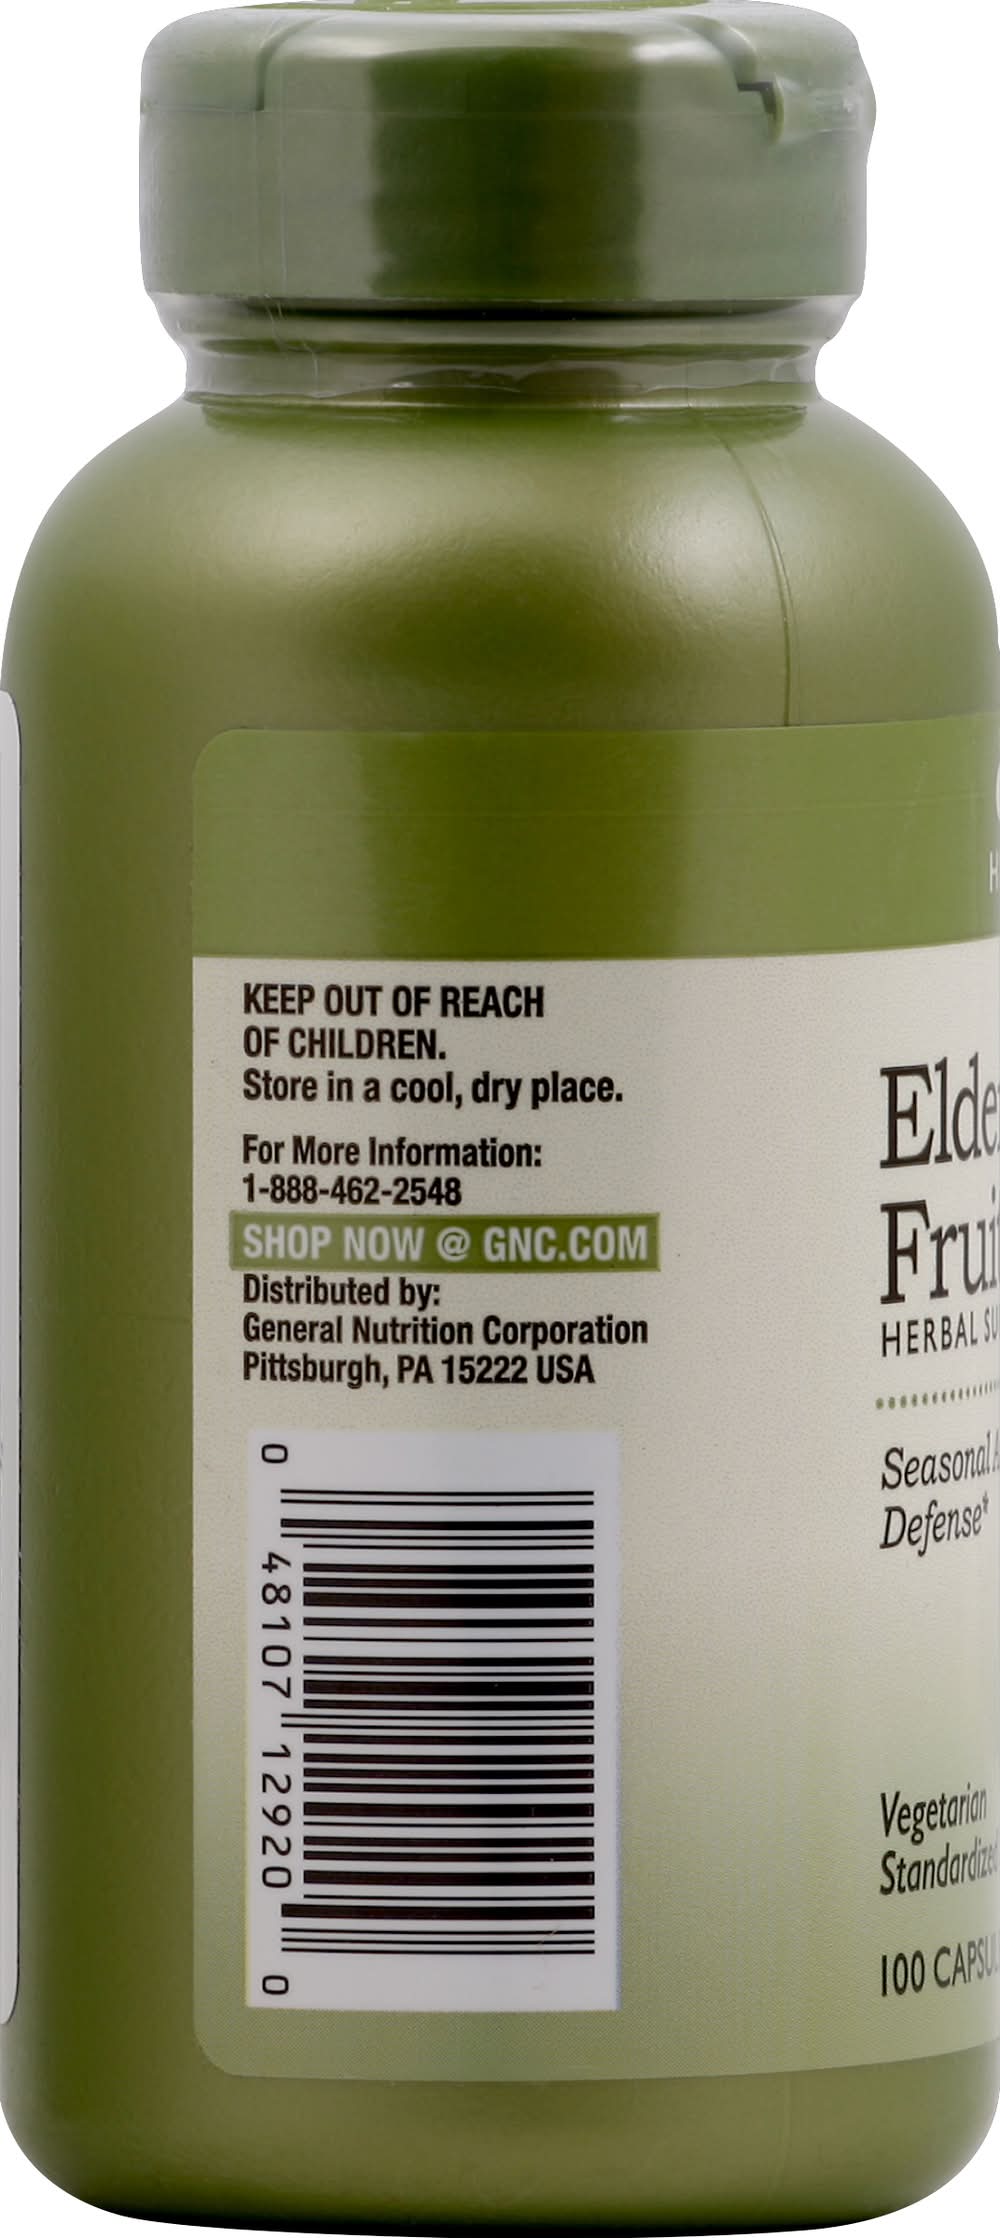 KEEP OUT OF REACH
OF CHILDREN.
Store in a cool, dry place.
For More Information:
1-888-462-2548
SHOP NOW @ GNC.COM
Distributed by:
General Nutrition Corporation
Pittsburgh, PA 15222 USA
0 48107 12920 0
Fruit
HERBAL
Seasonal
Defense*
Vegetarian
100